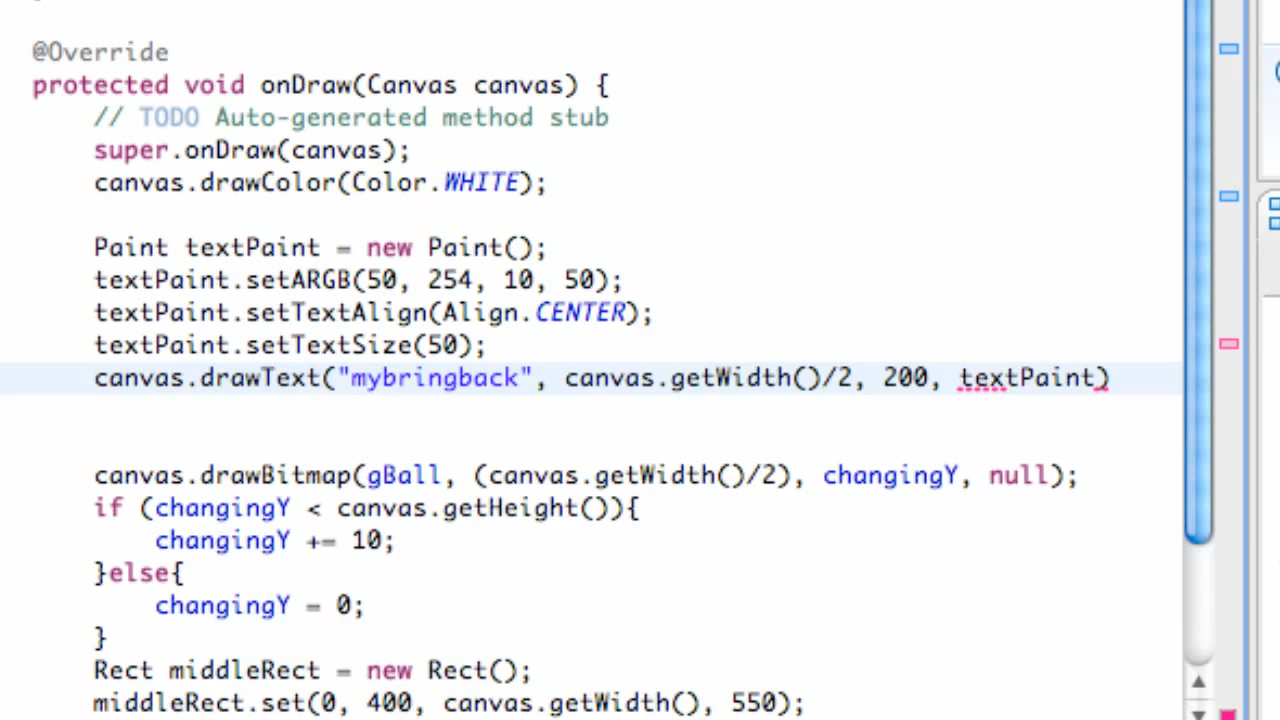 @Override
protected void onDraw(Canvas canvas) {
// TODO Auto-generated method stub
super.onDraw(canvas);
canvas.drawColor(Color.WHITE);
Paint textPaint = new Paint();
textPaint.setARGB(50, 254, 10, 50);
textPaint.setTextAlign(Align.CENTER);
textPaint.setTextSize(50);
canvas.drawText("mybringback", canvas.getWidth()/2, 200, textPaint)
canvas.drawBitmap(gBall, (canvas.getWidth()/2), changingY, null);
if (changingY < canvas.getHeight()){
changingY += 10;
}else{
changingY = 0;
}
Rect middleRect = new Rect();
middleRect.set(0, 400, canvas.getWidth(), 550);